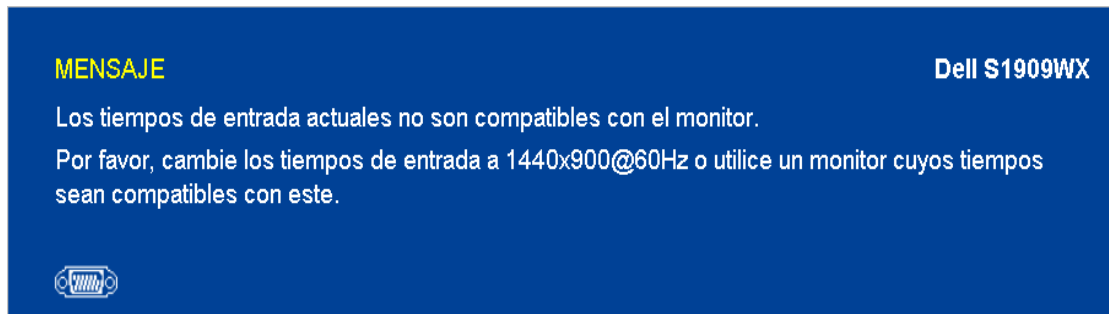 MENSAJE Dell S1909WX
Los tiempos de entrada actuales no son compatibles con el monitor.
Por favor, cambie los tiempos de entrada a 1440x900@60Hz o utilice un monitor cuyos tiempos
sean compatibles con este.